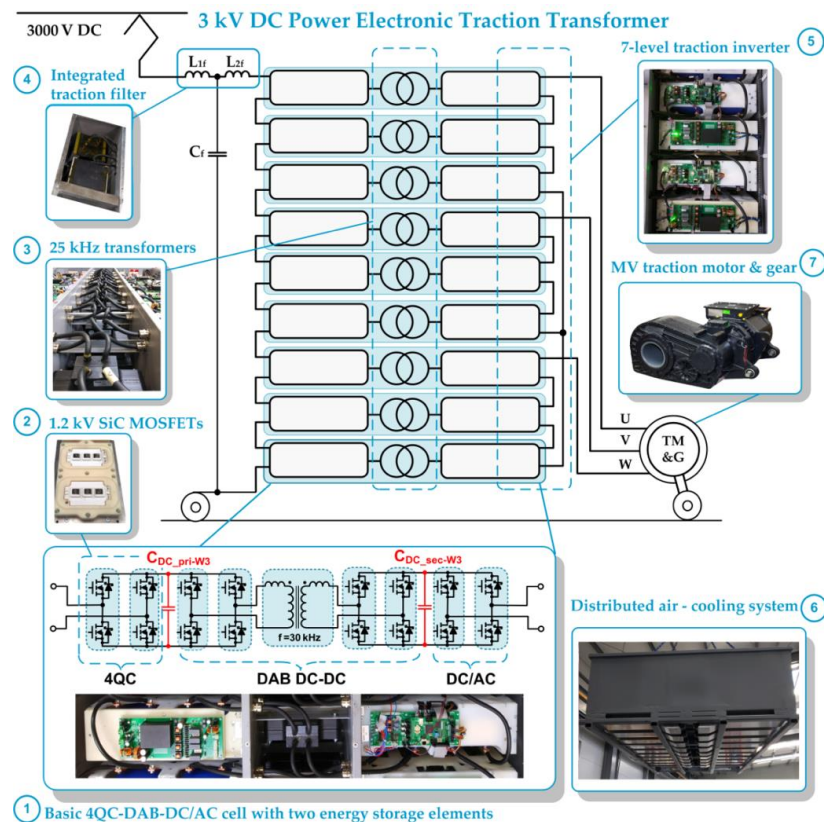 3 kV DC Power Electronic Traction Transformer
3000 V DC
L1f
L2f
Cf
4
Integrated
traction filter
3
25 kHz transformers
2
1.2 kV SiC MOSFETs
7-level traction inverter
5
7
MV traction motor & gear
U
V
W
TM
&G
CDC_pri-W3
CDC_sec-W3
f =30 kHz
4QC
DAB DC-DC
DC/AC
Distributed air - cooling system
6
1
Basic 4QC-DAB-DC/AC cell with two energy storage elements